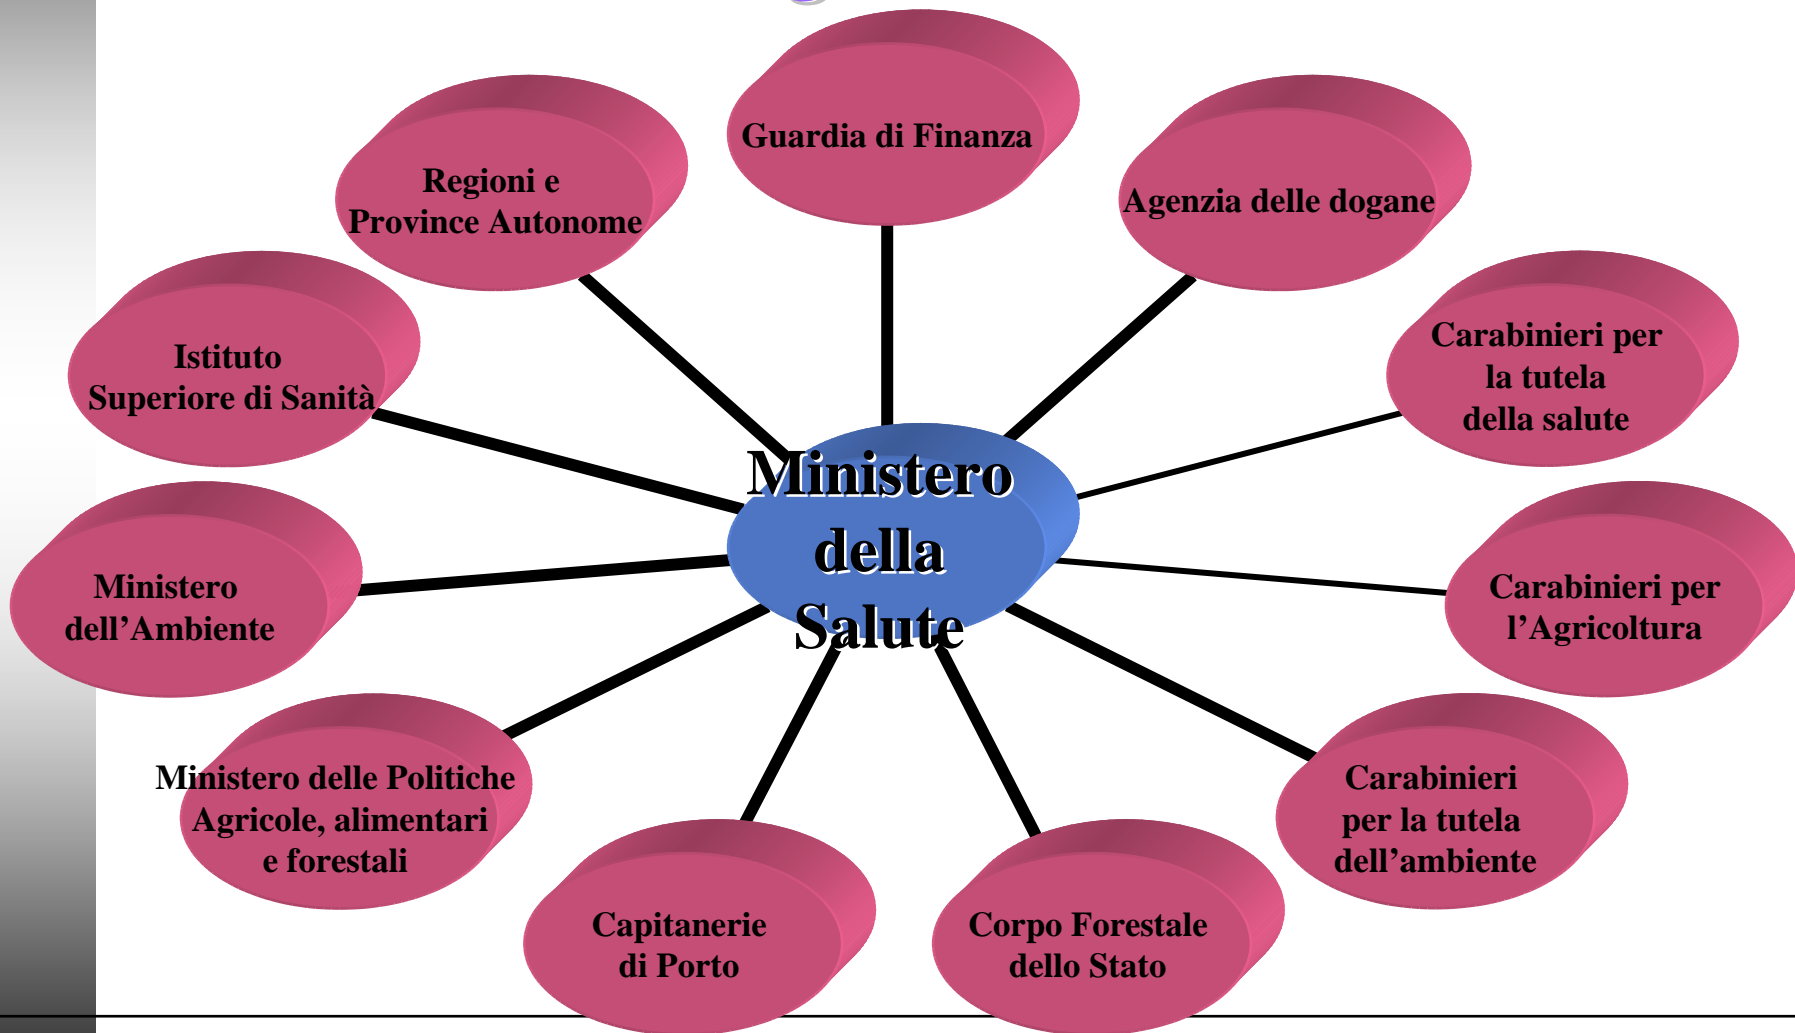 Guardia di Finanza
Regioni e
Province Autonome
Agenzia delle dogane
Istituto
Superiore di Sanità
Carabinieri per
la tutela
della salute
Ministero
della
Salute
Ministero
dell’Ambiente
Carabinieri per
l’Agricoltura
Ministero delle Politiche
Agricole, alimentari
e forestali
Carabinieri
per la tutela
dell’ambiente
Capitanerie
di Porto
Corpo Forestale
dello Stato